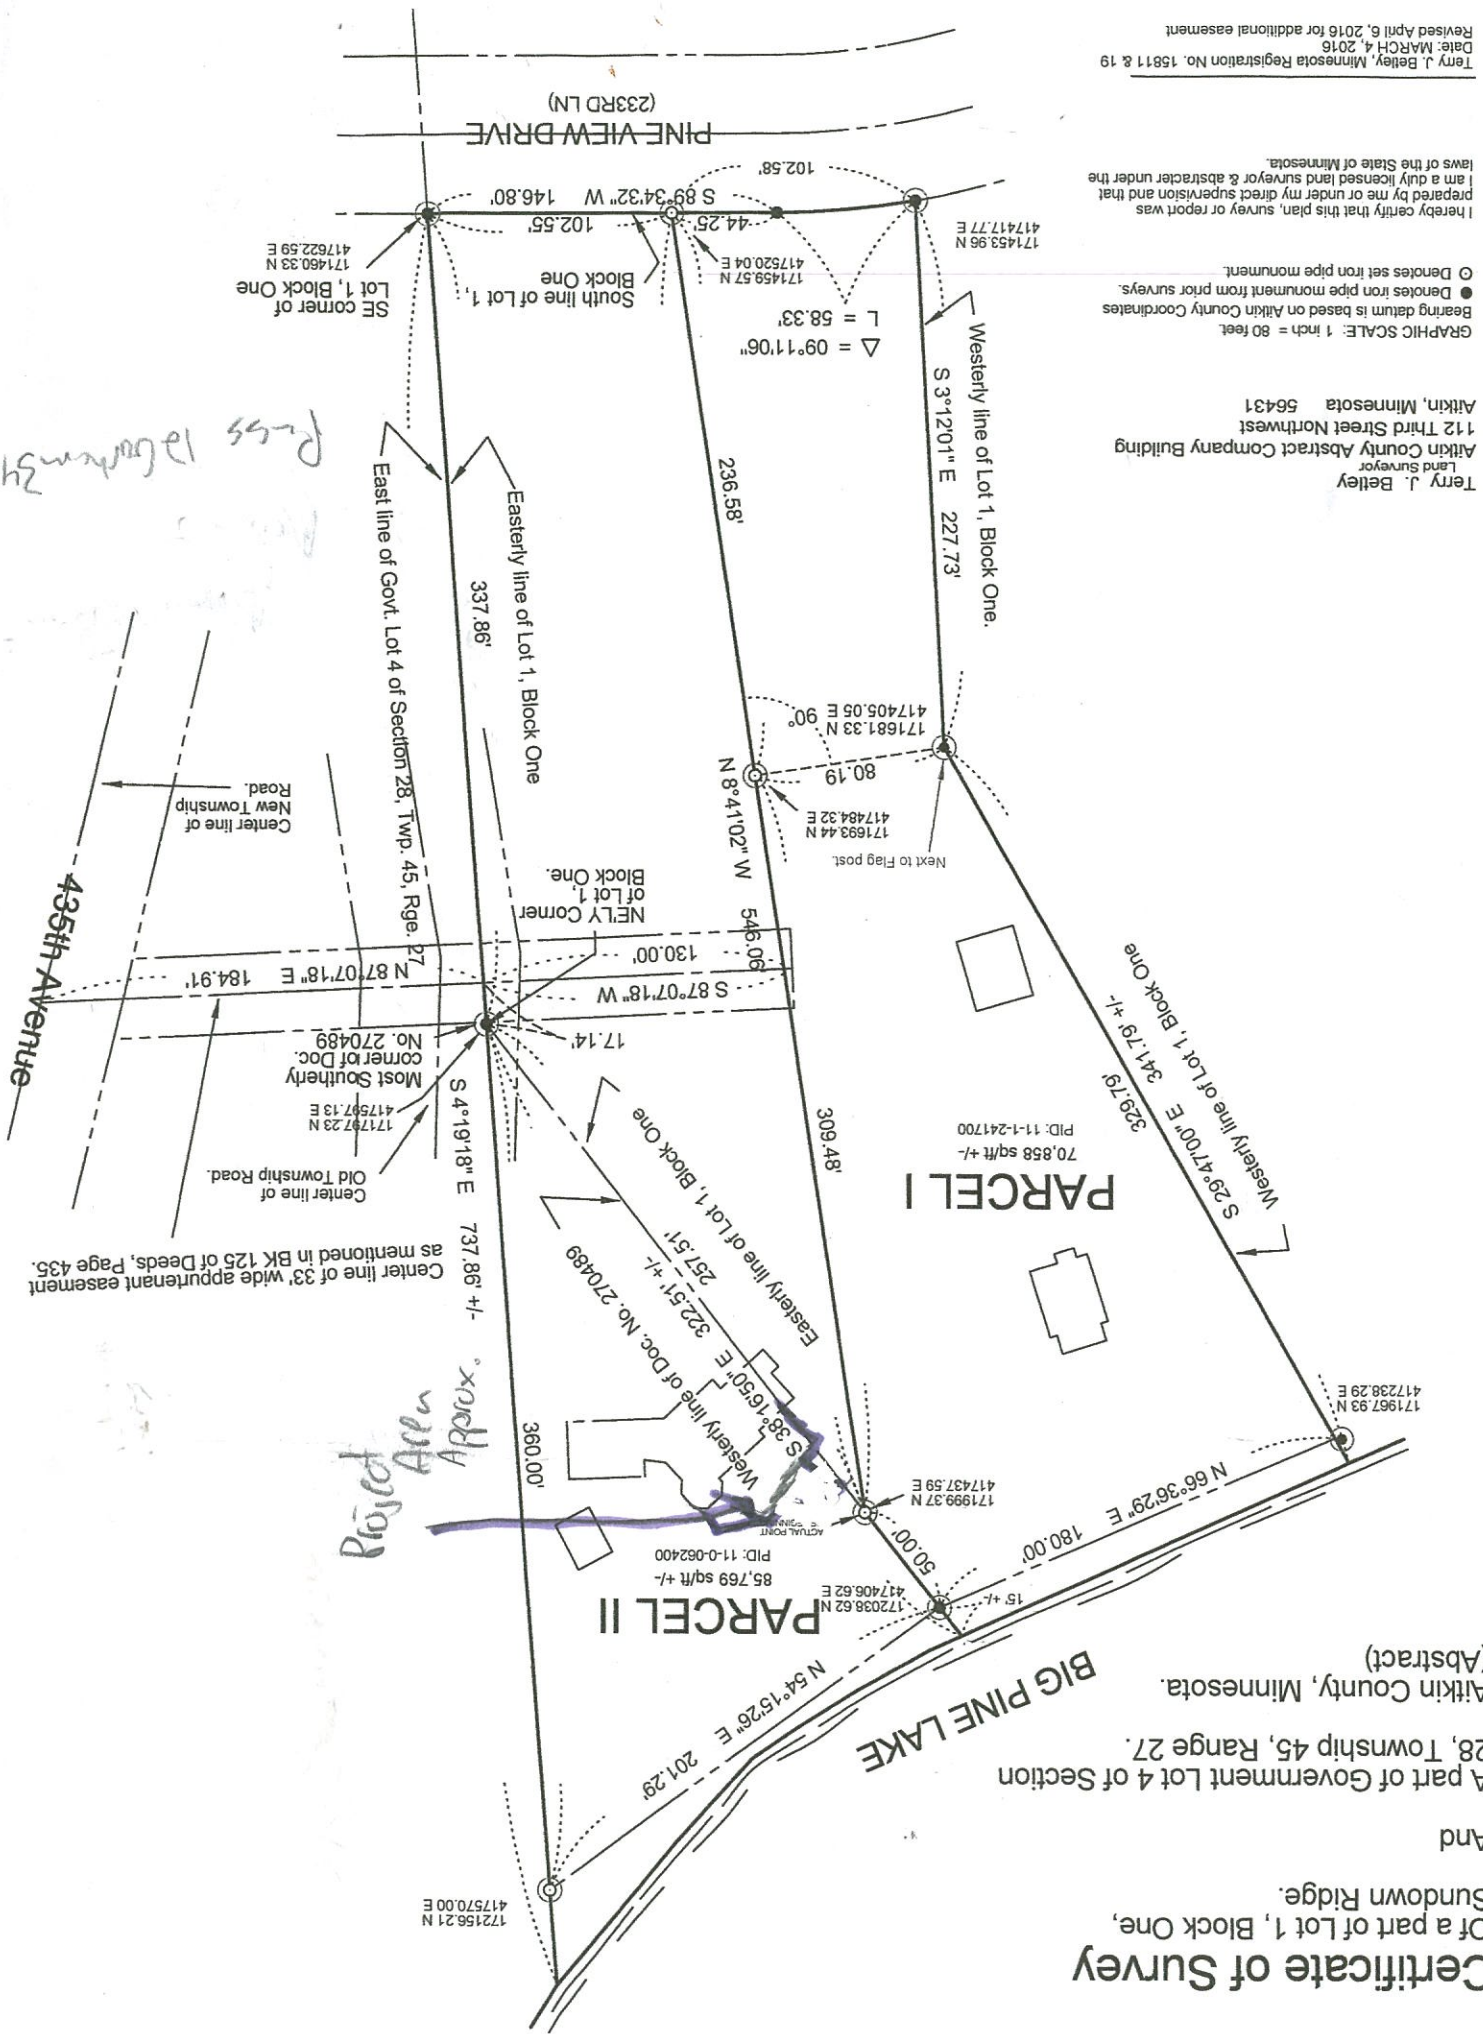 Certificate of Survey
Of a part of Lot 1, Block One,
Sundown Ridge.
And
A part of Government Lot 4 of Section
28, Township 45, Range 27.
Aitkin County, Minnesota.
(Abstract)
172156.21 N
417570.00 E
BIG PINE LAKE
201.29'
N 54°15'26" E
N 66°36'29" E 180.00'
15' +/-
172038.62 N
417406.62 E
50.00'
PARCEL II
85,769 sq/ft +/-
PID: 11-0-062400
ACTUAL POINT
171999.37 N
417437.59 E
171967.93 N
417238.29 E
Project
Area
Approx.
360.00'
S 38°16'50" E
322.51' +/-
257.51'
Westerly line of Doc. No. 270489
Easterly line of Lot 1, Block One
Westerly line of Lot 1, Block One
S 29°47'00" E 341.79' +/-
329.79'
PARCEL I
70,858 sq/ft +/-
PID: 11-1-241700
309.48'
S 4°19'18" E 737.86' +/-
Center line of 33' wide appurtenant easement
as mentioned in BK 125 of Deeds, Page 435.
Center line of
Old Township Road.
171797.23 N
417597.13 E
Most Southerly
corner of Doc.
No. 270489
17.14'
S 87°07'18" W
130.00'
N 87°07'18" E 184.91'
435th Avenue
NE'LY Corner
of Lot 1,
Block One.
Center line of
New Township
Road.
N 8°41'02" W 546.06'
Next to Flag post.
171693.44 N
417484.32 E
80.19
90°
171681.33 N
417405.05 E
337.86'
Easterly line of Lot 1, Block One
East line of Govt. Lot 4 of Section 28, Twp. 45, Rge. 27
236.58'
S 3°12'01" E 227.73'
Westerly line of Lot 1, Block One.
Terry J. Betley
Land Surveyor
Aitkin County Abstract Company Building
112 Third Street Northwest
Aitkin, Minnesota 56431
GRAPHIC SCALE: 1 inch = 80 feet
Bearing datum is based on Aitkin County Coordinates
Denotes iron pipe monument from prior surveys.
Denotes set iron pipe monument.
Δ = 09°11'06"
L = 58.33'
South line of Lot 1,
Block One
SE corner of
Lot 1, Block One
171460.33 N
417622.59 E
171459.57 N
417520.04 E
171453.96 N
417417.77 E
44.25'
102.55'
S 89°34'32" W 146.80'
102.58'
I hereby certify that this plan, survey or report was
prepared by me or under my direct supervision and that
I am a duly licensed land surveyor & abstracter under the
laws of the State of Minnesota.
PINE VIEW DRIVE
(233RD LN)
Terry J. Betley, Minnesota Registration No. 15811 & 19
Date: MARCH 4, 2016
Revised April 6, 2016 for additional easement